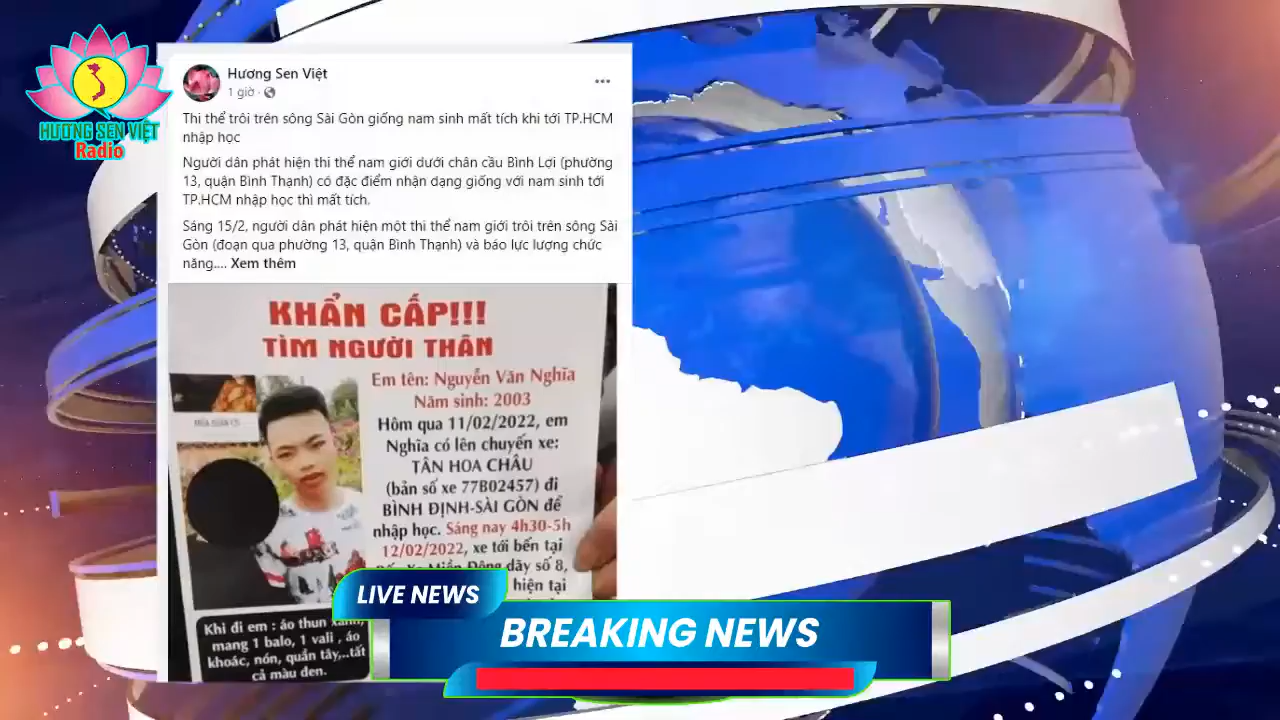 HƯƠNG SEN VIỆT
Radio
Hương Sen Việt
1 giờ ·
Thi thể trôi trên sông Sài Gòn giống nam sinh mất tích khi tới TP.HCM
nhập học
Người dân phát hiện thi thể nam giới dưới chân cầu Bình Lợi (phường
13, quận Bình Thạnh) có đặc điểm nhận dạng giống với nam sinh tới
TP.HCM nhập học thì mất tích.
Sáng 15/2, người dân phát hiện một thi thể nam giới trôi trên sông Sài
Gòn (đoạn qua phường 13, quận Bình Thạnh) và báo lực lượng chức
năng.... Xem thêm
KHẨN CẤP!!!
TÌM NGƯỜI THÂN
Em tên: Nguyễn Văn Nghĩa
Năm sinh: 2003
Hôm qua 11/02/2022, em
Nghĩa có lên chuyến xe:
TÂN HOA CHÂU
(bản số xe 77B02457) đi
BÌNH ĐỊNH-SÀI GÒN để
nhập học. Sáng nay 4h30-5h
12/02/2022, xe tới bến tại
Miền Đông dãy số 8,
hiện tại
Khi đi em : áo thun xanh,
mang 1 balo, 1 vali , áo
khoác, nón, quần tây,..tất
cả màu đen.
LIVE NEWS
BREAKING NEWS